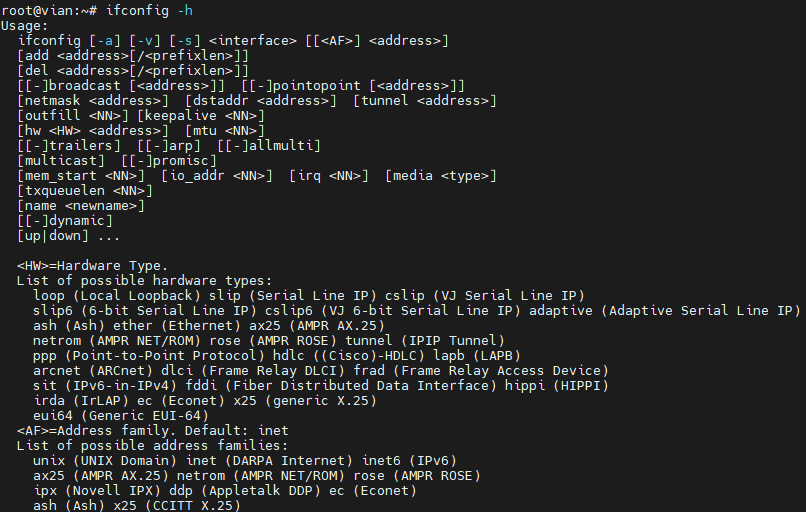 root@vian:~# ifconfig -h
Usage:
  ifconfig [-a] [-v] [-s] <interface> [[<AF>] <address>]
  [add <address>[/<prefixlen>]]
  [del <address>[/<prefixlen>]]
  [[-]broadcast [<address>]]  [[-]pointopoint [<address>]]
  [netmask <address>]  [dstaddr <address>]  [tunnel <address>]
  [outfill <NN>] [keepalive <NN>]
  [hw <HW> <address>]  [mtu <NN>]
  [[-]trailers]  [[-]arp]  [[-]allmulti]
  [multicast]  [[-]promisc]
  [mem_start <NN>]  [io_addr <NN>]  [irq <NN>]  [media <type>]
  [txqueuelen <NN>]
  [name <newname>]
  [[-]dynamic]
  [up|down] ...

  <HW>=Hardware Type.
  List of possible hardware types:
    loop (Local Loopback) slip (Serial Line IP) cslip (VJ Serial Line IP)
    slip6 (6-bit Serial Line IP) cslip6 (VJ 6-bit Serial Line IP) adaptive (Adaptive Serial Line IP)
    ash (Ash) ether (Ethernet) ax25 (AMPR AX.25)
    netrom (AMPR NET/ROM) rose (AMPR ROSE) tunnel (IPIP Tunnel)
    ppp (Point-to-Point Protocol) hdlc ((Cisco)-HDLC) lapb (LAPB)
    arcnet (ARCnet) dlci (Frame Relay DLCI) frad (Frame Relay Access Device)
    sit (IPv6-in-IPv4) fddi (Fiber Distributed Data Interface) hippi (HIPPI)
    irda (IrLAP) ec (Econet) x25 (generic X.25)
    eui64 (Generic EUI-64)
  <AF>=Address family. Default: inet
  List of possible address families:
    unix (UNIX Domain) inet (DARPA Internet) inet6 (IPv6)
    ax25 (AMPR AX.25) netrom (AMPR NET/ROM) rose (AMPR ROSE)
    ipx (Novell IPX) ddp (Appletalk DDP) ec (Econet)
    ash (Ash) x25 (CCITT X.25)